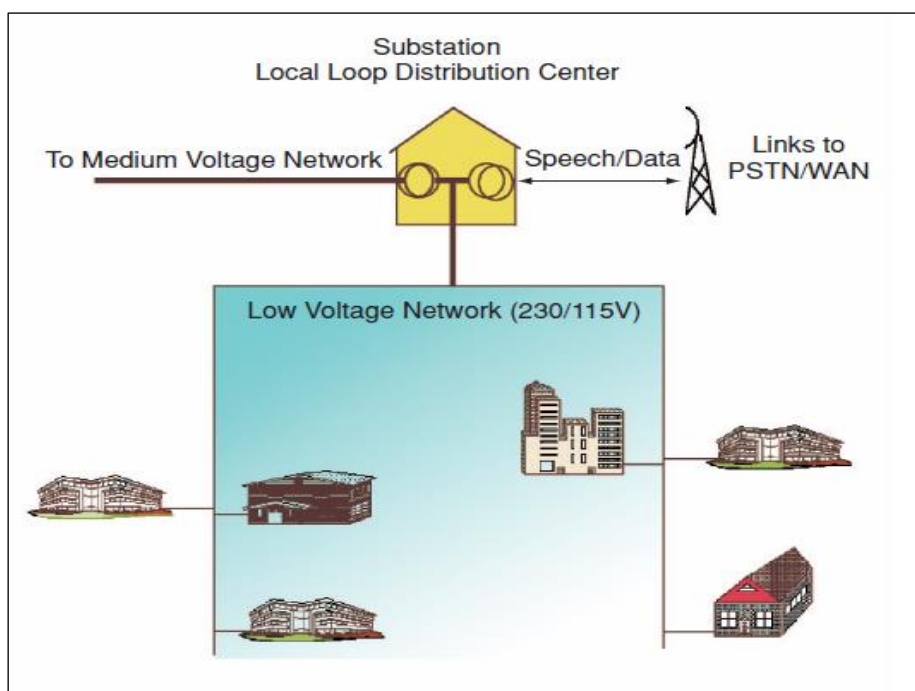 Substation
Local Loop Distribution Center
To Medium Voltage Network
Speech/Data
Links to
PSTN/WAN
Low Voltage Network (230/115V)